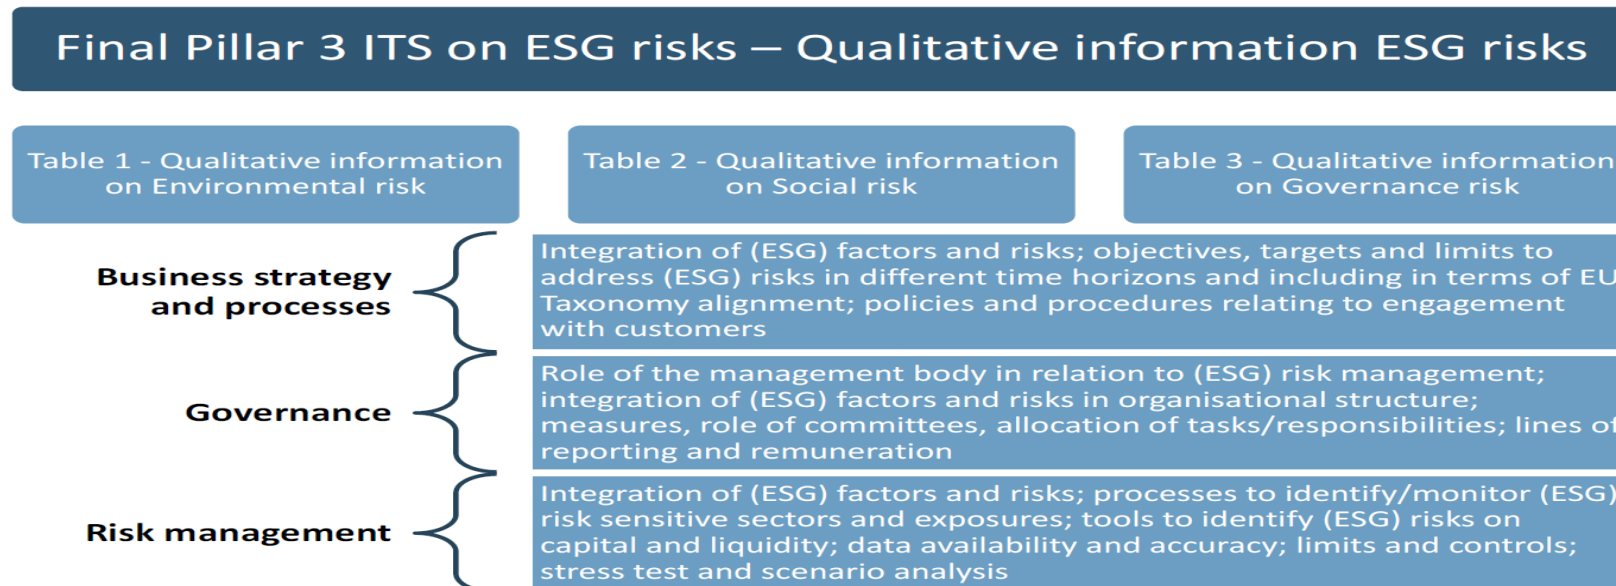 Final Pillar 3 ITS on ESG risks – Qualitative information ESG risks
Table 1 - Qualitative information
on Environmental risk
Table 2 - Qualitative information
on Social risk
Table 3 - Qualitative information
on Governance risk
Business strategy
and processes
Integration of (ESG) factors and risks; objectives, targets and limits to
address (ESG) risks in different time horizons and including in terms of EU
Taxonomy alignment; policies and procedures relating to engagement
with customers
Governance
Role of the management body in relation to (ESG) risk management;
integration of (ESG) factors and risks in organisational structure;
measures, role of committees, allocation of tasks/responsibilities; lines of
reporting and remuneration
Risk management
Integration of (ESG) factors and risks; processes to identify/monitor (ESG)
risk sensitive sectors and exposures; tools to identify (ESG) risks on
capital and liquidity; data availability and accuracy; limits and controls;
stress test and scenario analysis